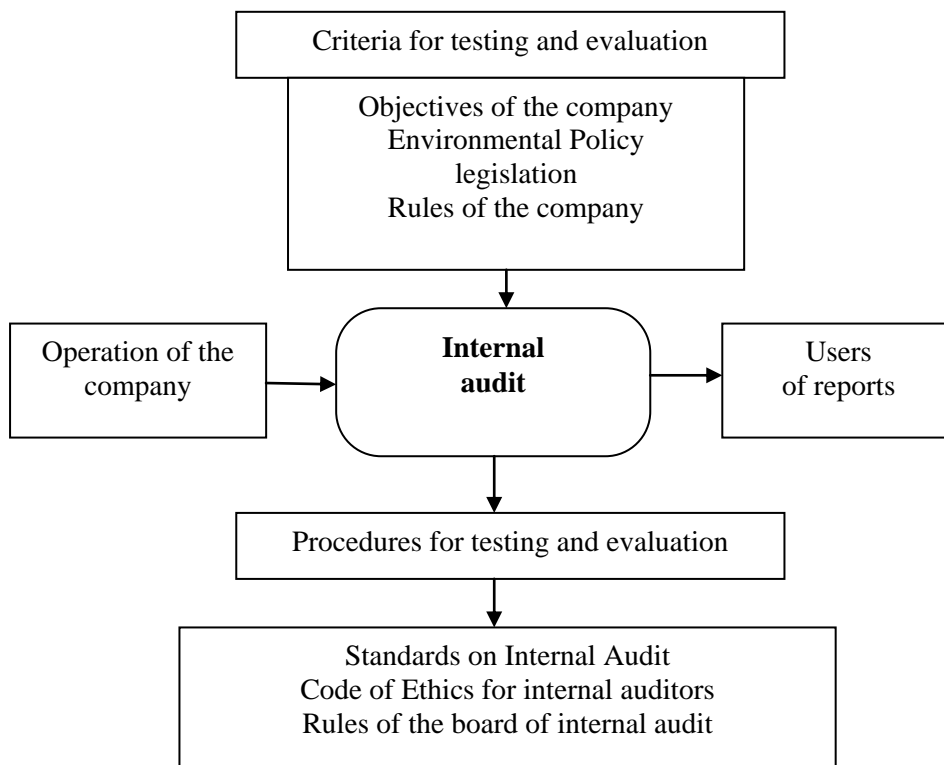 Criteria for testing and evaluation
Objectives of the company
Environmental Policy
legislation
Rules of the company
Operation of the
company
Internal
audit
Users
of reports
Procedures for testing and evaluation
Standards on Internal Audit
Code of Ethics for internal auditors
Rules of the board of internal audit